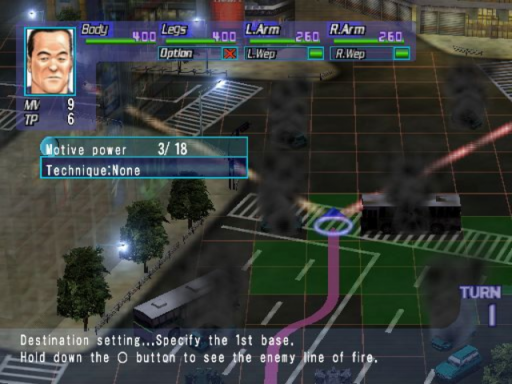 Body 400 Legs 400 L.Arm 260 R.Arm 260
Option L.Wep R.Wep
MV 9
TP 6
Motive power 3/18
Technique:None
TURN
1
Destination setting...Specify the 1st base.
Hold down the ○ button to see the enemy line of fire.